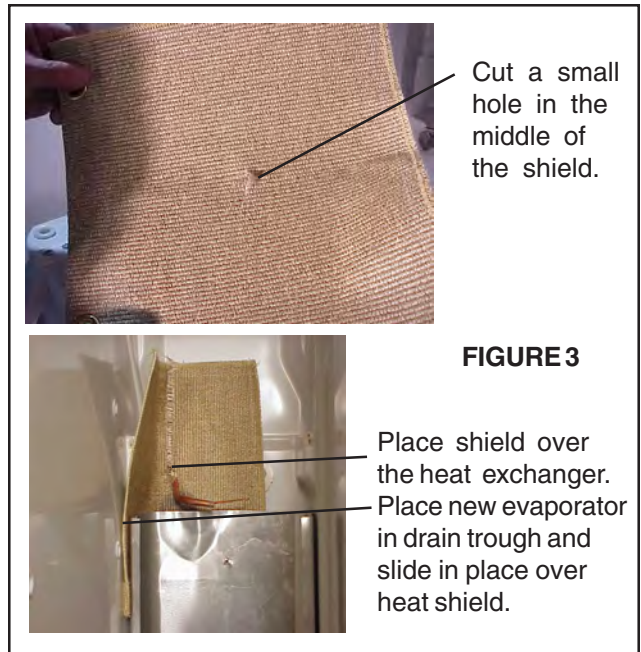 Cut a small
hole in the
middle of
the shield.
FIGURE 3
Place shield over
the heat exchanger.
Place new evaporator
in drain trough and
slide in place over
heat shield.